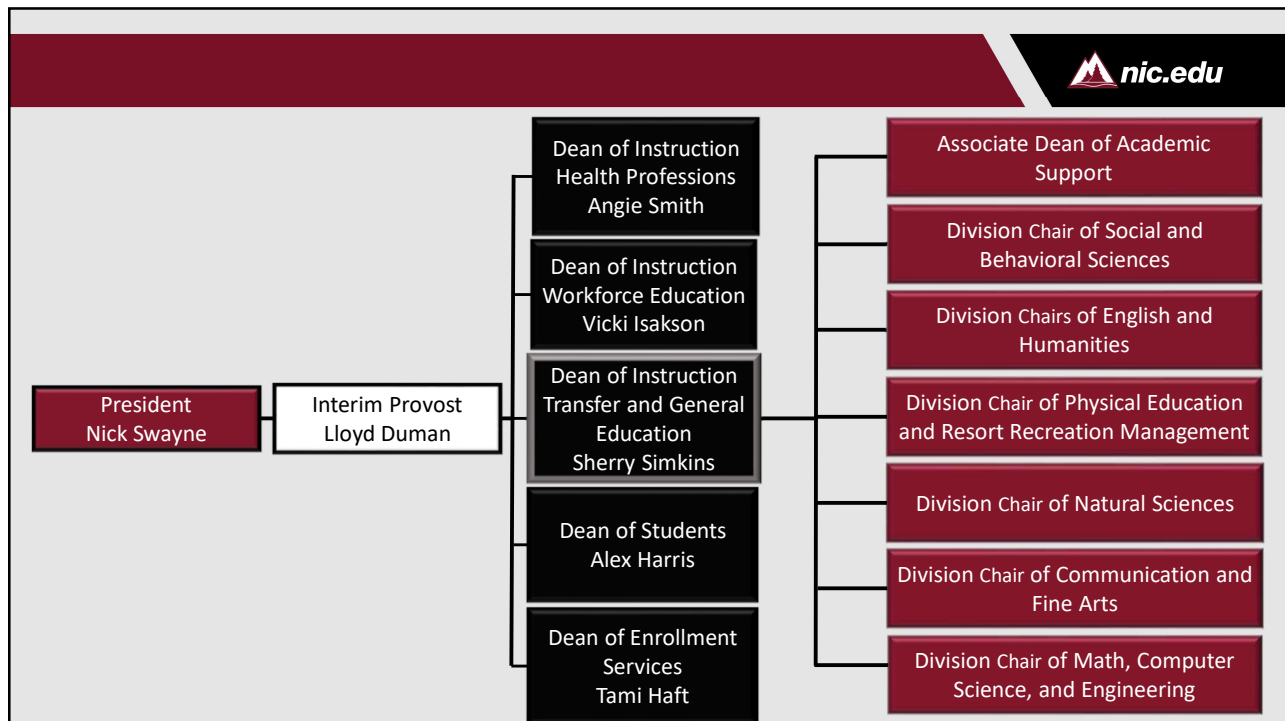 nic.edu
President
Nick Swayne
Interim Provost
Lloyd Duman
Dean of Instruction
Health Professions
Angie Smith
Dean of Instruction
Workforce Education
Vicki Isakson
Dean of Instruction
Transfer and General
Education
Sherry Simkins
Dean of Students
Alex Harris
Dean of Enrollment
Services
Tami Haft
Associate Dean of Academic
Support
Division Chair of Social and
Behavioral Sciences
Division Chairs of English and
Humanities
Division Chair of Physical Education
and Resort Recreation Management
Division Chair of Natural Sciences
Division Chair of Communication and
Fine Arts
Division Chair of Math, Computer
Science, and Engineering